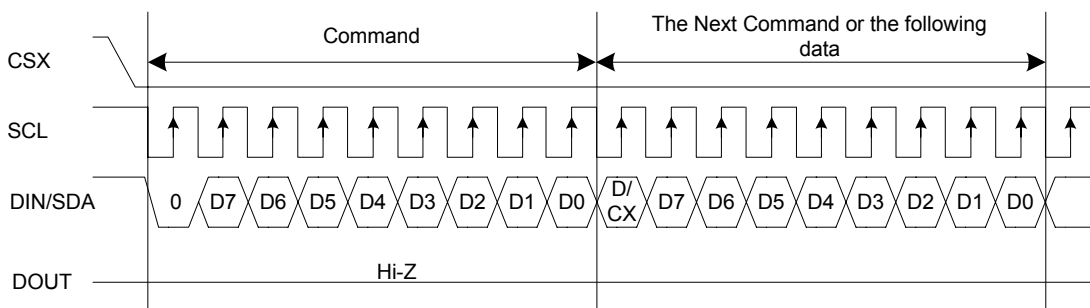 Command
The Next Command or the following
data
CSX
SCL
DIN/SDA
0 D7 D6 D5 D4 D3 D2 D1 D0 D/
CX D7 D6 D5 D4 D3 D2 D1 D0
Hi-Z
DOUT